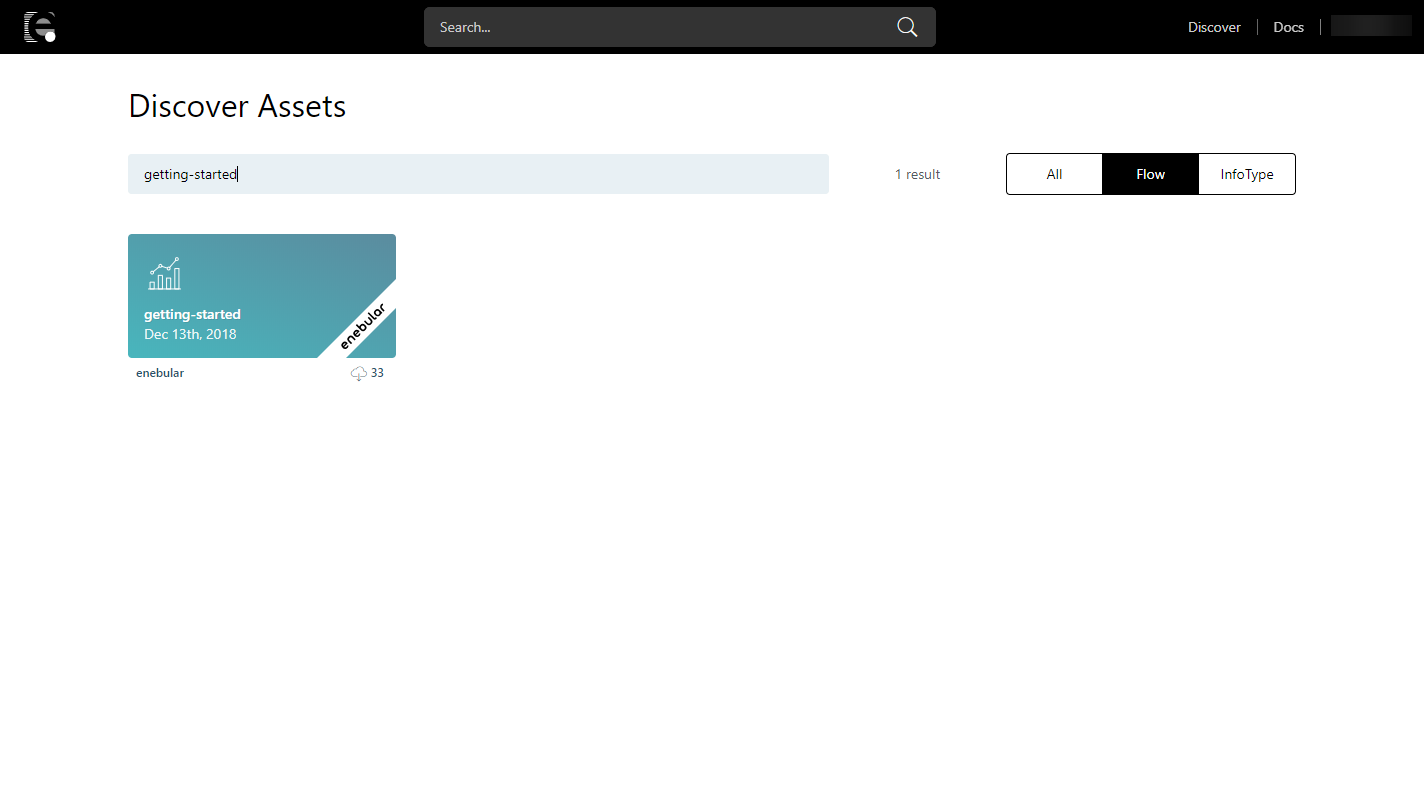 Search...
Discover
Docs
Discover Assets
getting-started
1 result
All
Flow
InfoType
getting-started
Dec 13th, 2018
enebular
enebular
33